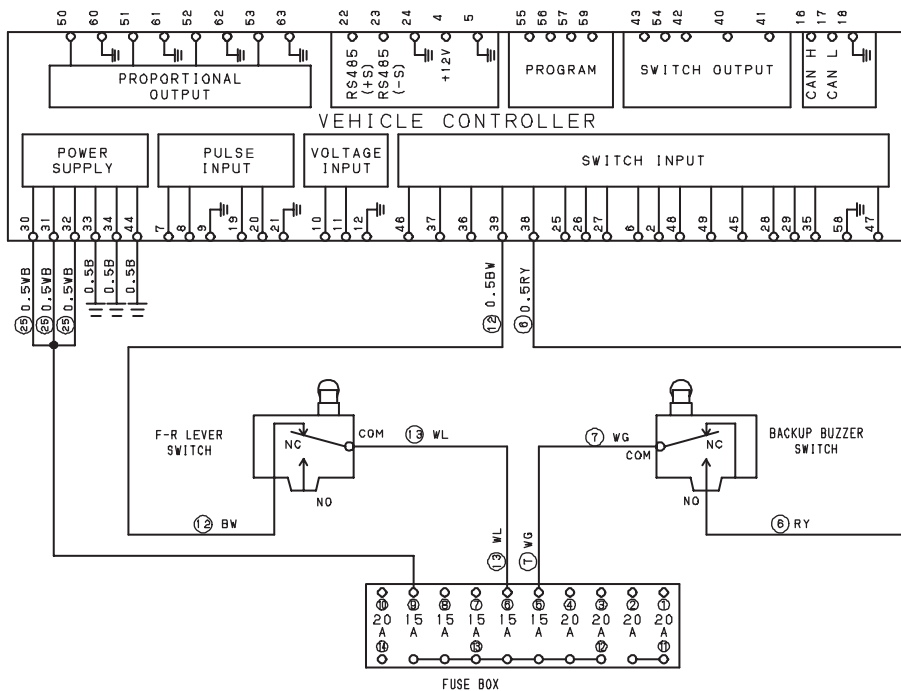 50 60 51 61 52 62 53 63 22 23 24 4 5 55 56 57 59 43 54 42 40 41 16 17 18
PROPORTIONAL
OUTPUT
RS485
(+S)
RS485
(-S)
+12V
PROGRAM
SWITCH OUTPUT
CAN H
CAN L
VEHICLE CONTROLLER
POWER
SUPPLY
PULSE
INPUT
VOLTAGE
INPUT
SWITCH INPUT
30 31 32 33 34 44 7 8 9 19 20 21 10 11 12 46 37 36 39 38 25 26 27 6 2 48 49 45 28 29 35 58 47
25 0.5WB
25 0.5WB
25 0.5WB
0.5B
0.5B
0.5B
12 0.5BW
6 0.5RY
F-R LEVER
SWITCH
NC
COM
NO
13 WL
7 WG
COM
NC
NO
BACKUP BUZZER
SWITCH
12 BW
13 WL
7 WG
6 RY
10 9 8 7 6 5 4 3 2 1
20 15 15 15 15 15 20 20 20 20
A A A A A A A A A A
14 13 12 11
FUSE BOX